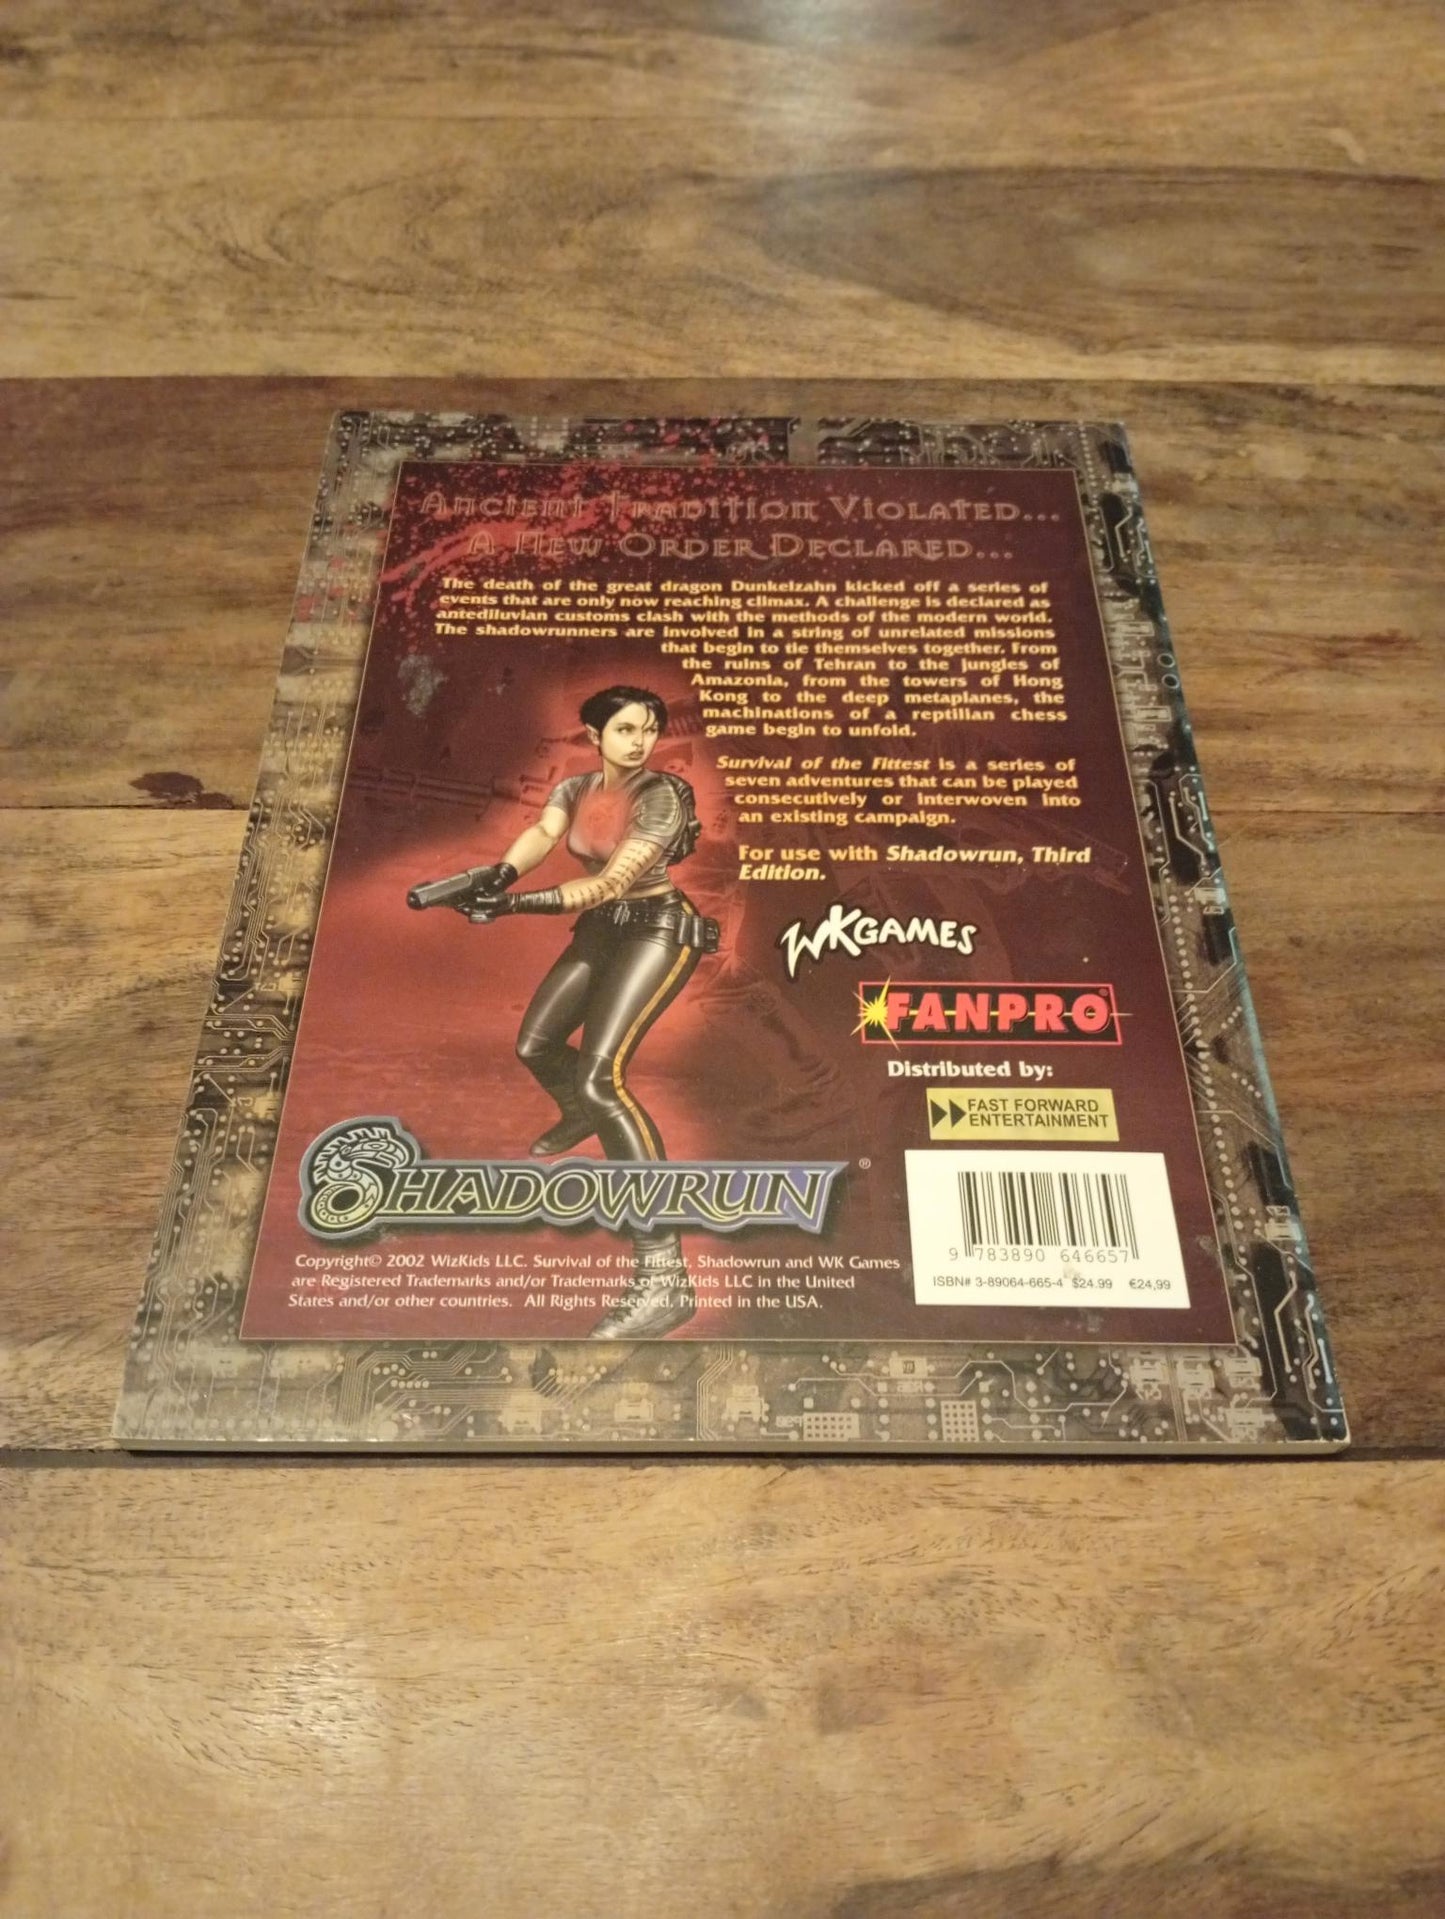 Ancient Tradition Violated...
A New Order Declared...
The death of the great dragon Dunkelzahn kicked off a series of
events that are only now reaching climax. A challenge is declared as
antediluvian customs clash with the methods of the modern world.
The shadowrunners are involved in a string of unrelated missions
that begin to tie themselves together. From
the ruins of Tehran to the jungles of
Amazonia, from the towers of Hong
Kong to the deep metaplanes, the
machinations of a reptilian chess
game begin to unfold.
Survival of the Fittest is a series of
seven adventures that can be played
consecutively or interwoven into
an existing campaign.
For use with Shadowrun, Third
Edition.
WKGAMES
FANPRO®
Distributed by:
FAST FORWARD
ENTERTAINMENT
SHADOWRUN®
9 783890 646657
ISBN# 3-89064-665-4 $24.99 €24,99
Copyright© 2002 WizKids LLC. Survival of the Fittest, Shadowrun and WK Games
are Registered Trademarks and/or Trademarks of WizKids LLC in the United
States and/or other countries. All Rights Reserved. Printed in the USA.